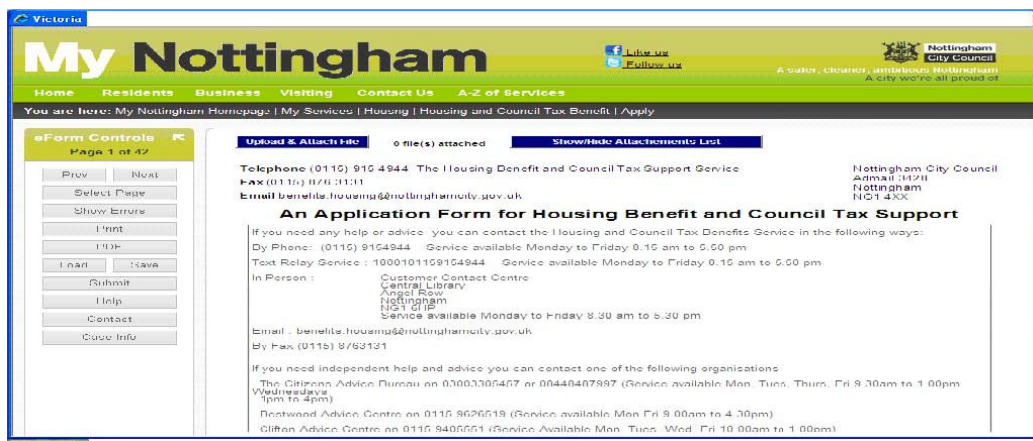 Victoria
My Nottingham
Like us
Follow us
Nottingham
City Council
A safer, cleaner, ambitious Nottingham
A city we're all proud of
Home Residents Business Visiting Contact Us A-Z of Services
You are here: My Nottingham Homepage | My Services | Housing | Housing and Council Tax Benefit | Apply
eForm Controls
Page 1 of 42
Prev Next
Select Page
Show Errors
Print
PDF
Load Save
Submit
Help
Contact
Case Info
Upload & Attach File 0 file(s) attached Show/Hide Attachements List
Telephone (0115) 915 4944 The Housing Benefit and Council Tax Support Service
Fax (0115) 876 3131
Email benefits.housing@nottinghamcity.gov.uk
Nottingham City Council
Admail 3428
Nottingham
NG1 4XX
An Application Form for Housing Benefit and Council Tax Support
If you need any help or advice you can contact the Housing and Council Tax Benefits Service in the following ways:
By Phone: (0115) 9154944 Service available Monday to Friday 8.15 am to 5.50 pm
Text Relay Service : Service available Monday to Friday 8.15 am to 5.50 pm
In Person : Customer Contact Centre
Central Library
Angel Row
Nottingham
NG1 6HP
Service available Monday to Friday 8.30 am to 5.30 pm
Email : benefits.housing@nottinghamcity.gov.uk
By Fax (0115) 8763131
If you need independent help and advice you can contact one of the following organisations
The Citizens Advice Bureau on or (Service available Mon, Tues, Thurs, Fri 9.30am to 1.00pm
Wednesdays
1pm to 4pm)
Bestwood Advice Centre on 0115 9626519 (Service available Mon Fri 9.00am to 4.30pm)
Clifton Advice Centre on 0115 9405551 (Service Available Mon, Tues, Wed, Fri 10.00am to 1.00pm)